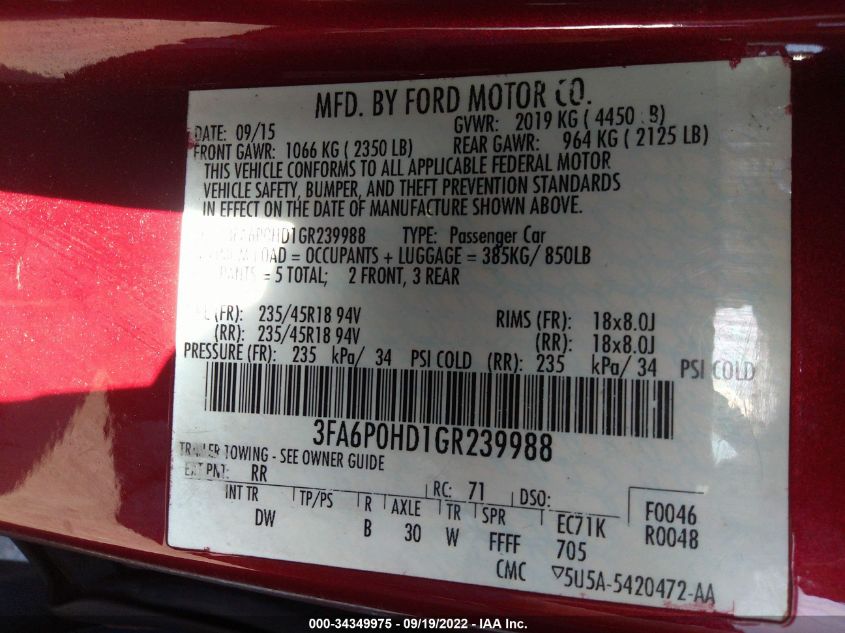 MFD. BY FORD MOTOR CO.
DATE: 09/15 GVWR: 2019 KG ( 4450 B)
FRONT GAWR: 1066 KG ( 2350 LB) REAR GAWR: 964 KG ( 2125 LB)
THIS VEHICLE CONFORMS TO ALL APPLICABLE FEDERAL MOTOR
VEHICLE SAFETY, BUMPER, AND THEFT PREVENTION STANDARDS
IN EFFECT ON THE DATE OF MANUFACTURE SHOWN ABOVE.
3FA6P0HD1GR239988 TYPE: Passenger Car
LOAD = OCCUPANTS + LUGGAGE = 385KG/ 850LB
= 5 TOTAL; 2 FRONT, 3 REAR
(FR): 235/45R18 94V RIMS (FR): 18x8.0J
(RR): 235/45R18 94V (RR): 18x8.0J
PRESSURE (FR): 235 kPa/ 34 PSI COLD (RR): 235 kPa/ 34 PSI COLD
3FA6P0HD1GR239988
TRAILER TOWING - SEE OWNER GUIDE
EXT PNT: RR RC: 71 DSO:
INT TR TP/PS R AXLE TR SPR EC71K F0046
DW B 30 W FFFF 705 R0048
CMC 5U5A-5420472-AA
000-34349975 - 09/19/2022 - IAA Inc.